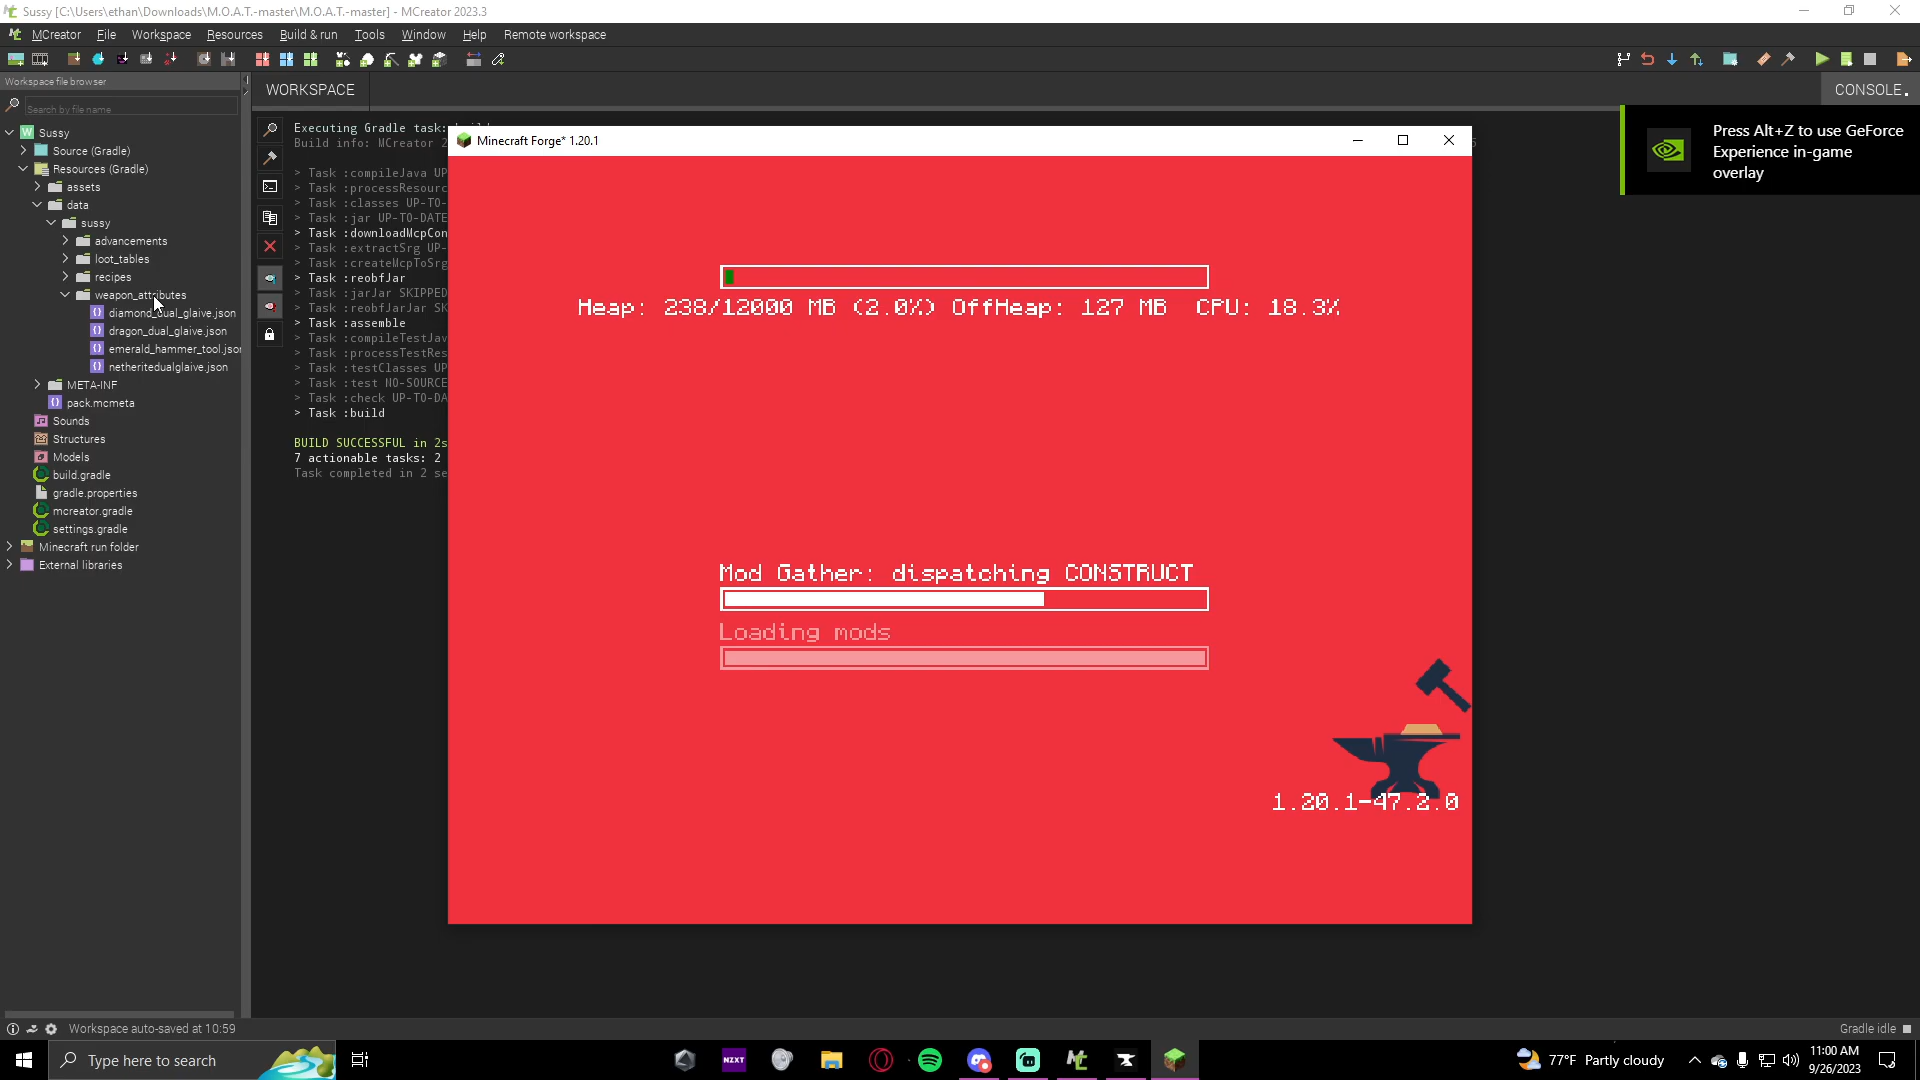 Sussy [C:\Users\ethan\Downloads\M.O.A.T.-master\M.O.A.T.-master] - MCreator 2023.3
MCreator File Workspace Resources Build & run Tools Window Help Remote workspace
Workspace file browser
WORKSPACE
CONSOLE
Search by file name
Sussy
Source (Gradle)
Resources (Gradle)
assets
data
sussy
advancements
loot_tables
recipes
weapon_attributes
diamond_dual_glaive.json
dragon_dual_glaive.json
emerald_hammer_tool.json
netheritedualglaive.json
META-INF
pack.mcmeta
Sounds
Structures
Models
build.gradle
gradle.properties
mcreator.gradle
settings.gradle
Minecraft run folder
External libraries
Executing Gradle task:
Build info: MCreator 2
> Task :compileJava UP
> Task :processResourc
> Task :classes UP-TO-
> Task :jar UP-TO-DATE
> Task :downloadMcpCon
> Task :extractSrg UP-
> Task :createMcpToSrg
> Task :reobfJar
> Task :jarJar SKIPPED
> Task :reobfJarJar SK
> Task :assemble
> Task :compileTestJav
> Task :processTestRes
> Task :testClasses UP
> Task :test NO-SOURCE
> Task :check UP-TO-DA
> Task :build
BUILD SUCCESSFUL in 2s
7 actionable tasks: 2
Task completed in 2 se
Minecraft Forge* 1.20.1
Heap: 238/12000 MB (2.0%) OffHeap: 127 MB CPU: 18.3%
Mod Gather: dispatching CONSTRUCT
Loading mods
1.20.1-47.2.0
Press Alt+Z to use GeForce
Experience in-game
overlay
Workspace auto-saved at 10:59
Gradle idle
Type here to search
NZXT
77°F Partly cloudy
11:00 AM
9/26/2023